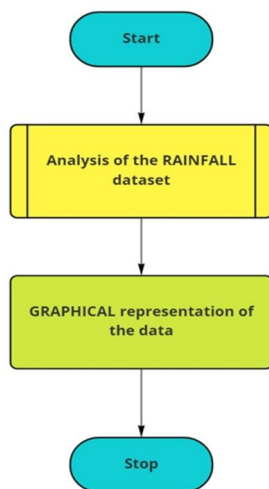 Start
Analysis of the RAINFALL
dataset
GRAPHICAL representation of
the data
Stop